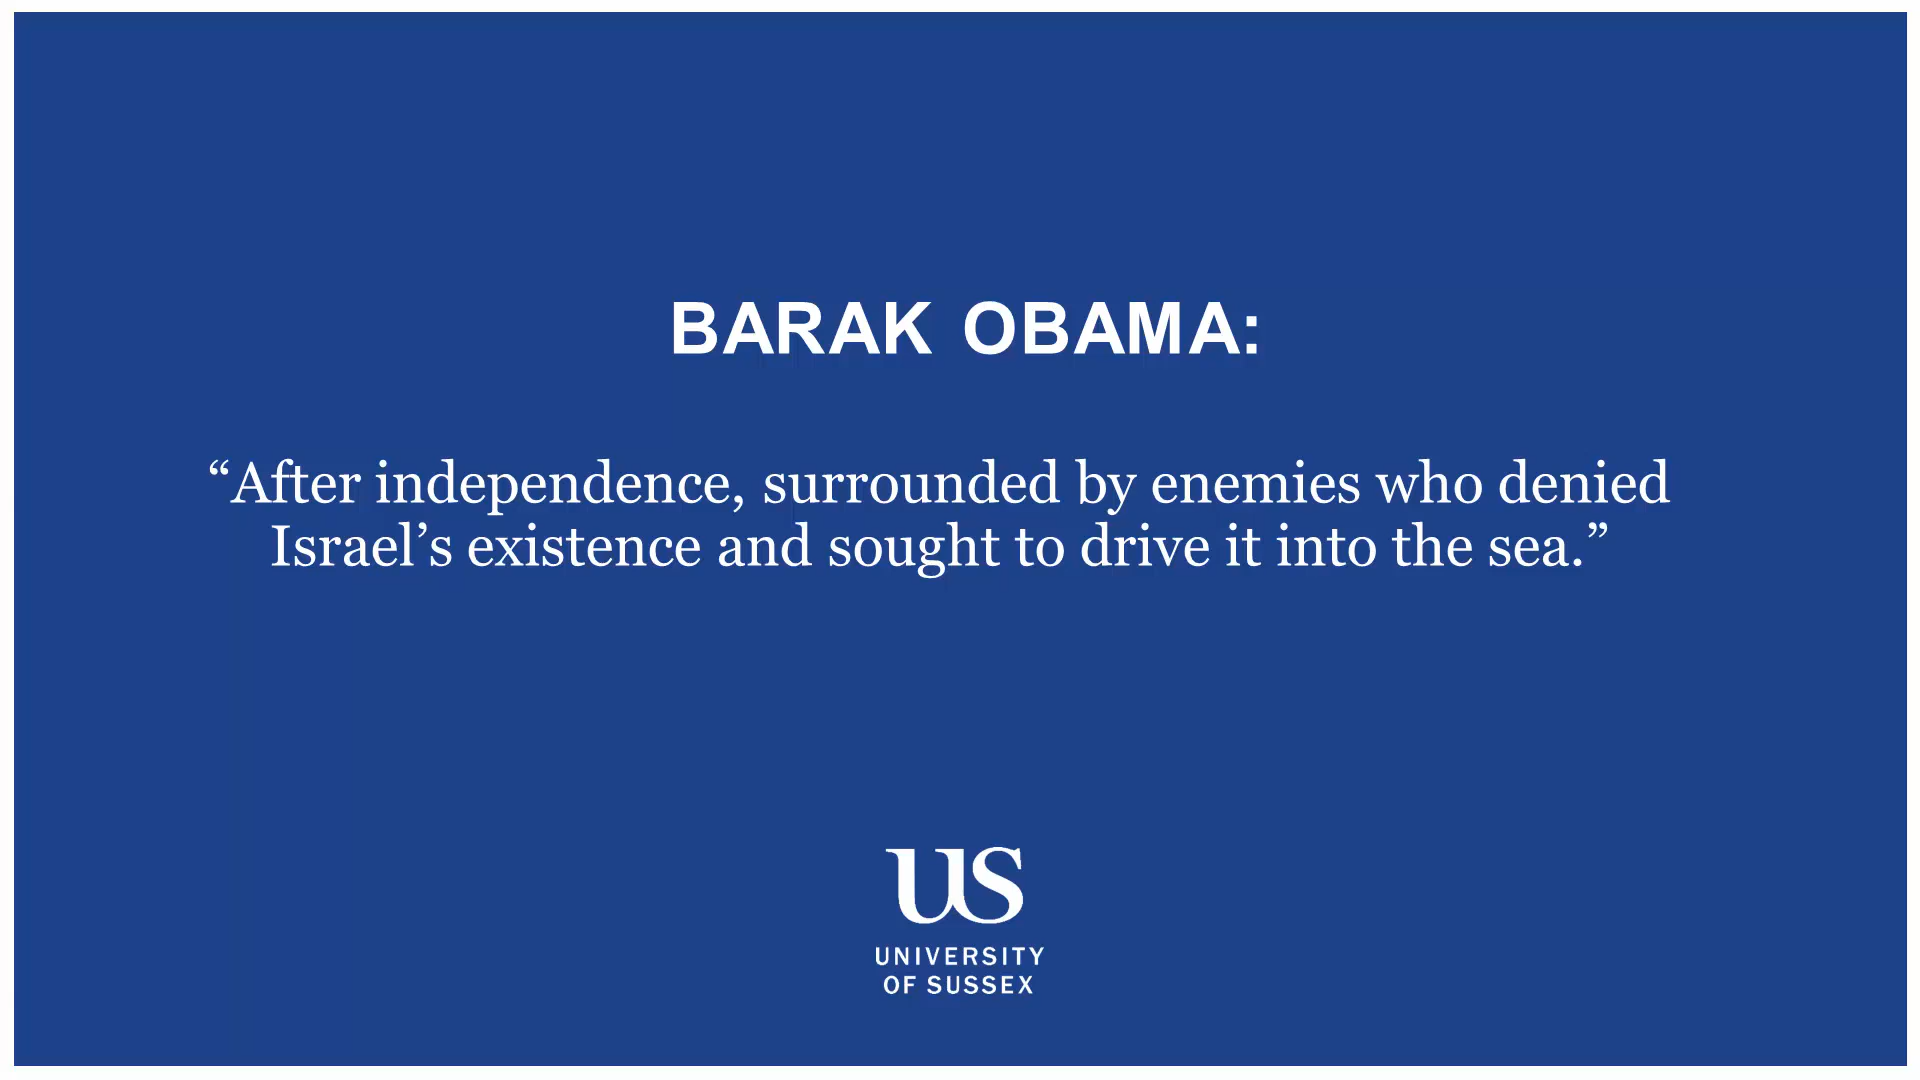 BARAK OBAMA:
“After independence, surrounded by enemies who denied
Israel’s existence and sought to drive it into the sea.”
US
UNIVERSITY
OF SUSSEX